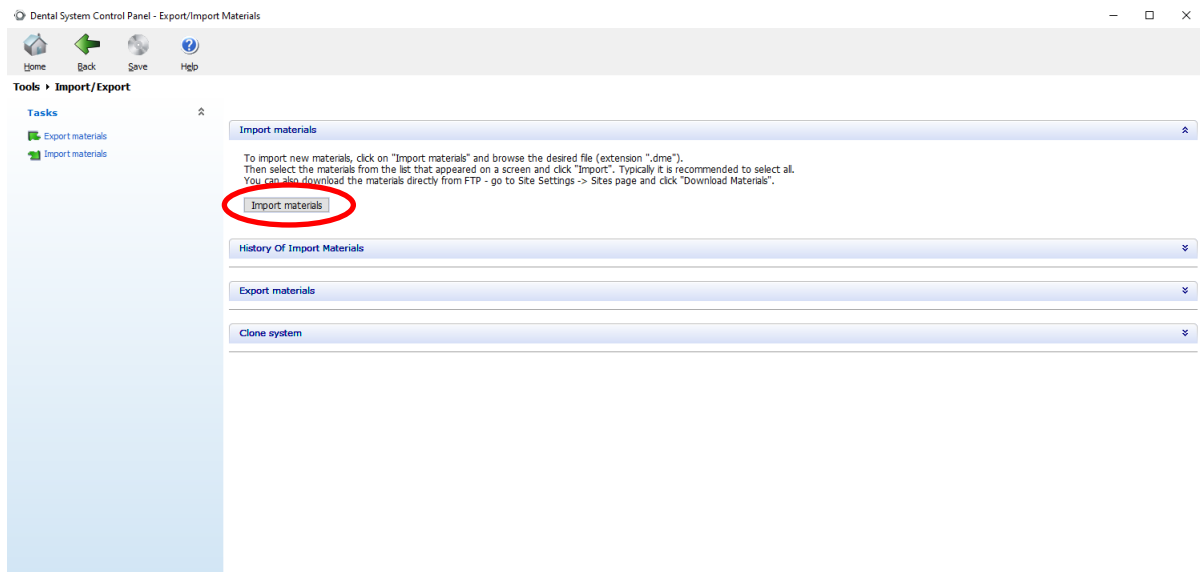 Dental System Control Panel - Export/Import Materials
Home Back Save Help
Tools ▸ Import/Export
Tasks
Export materials
Import materials
Import materials
To import new materials, click on "Import materials" and browse the desired file (extension ".dme").
Then select the materials from the list that appeared on a screen and click "Import". Typically it is recommended to select all.
You can also download the materials directly from FTP - go to Site Settings -> Sites page and click "Download Materials".
Import materials
History Of Import Materials
Export materials
Clone system